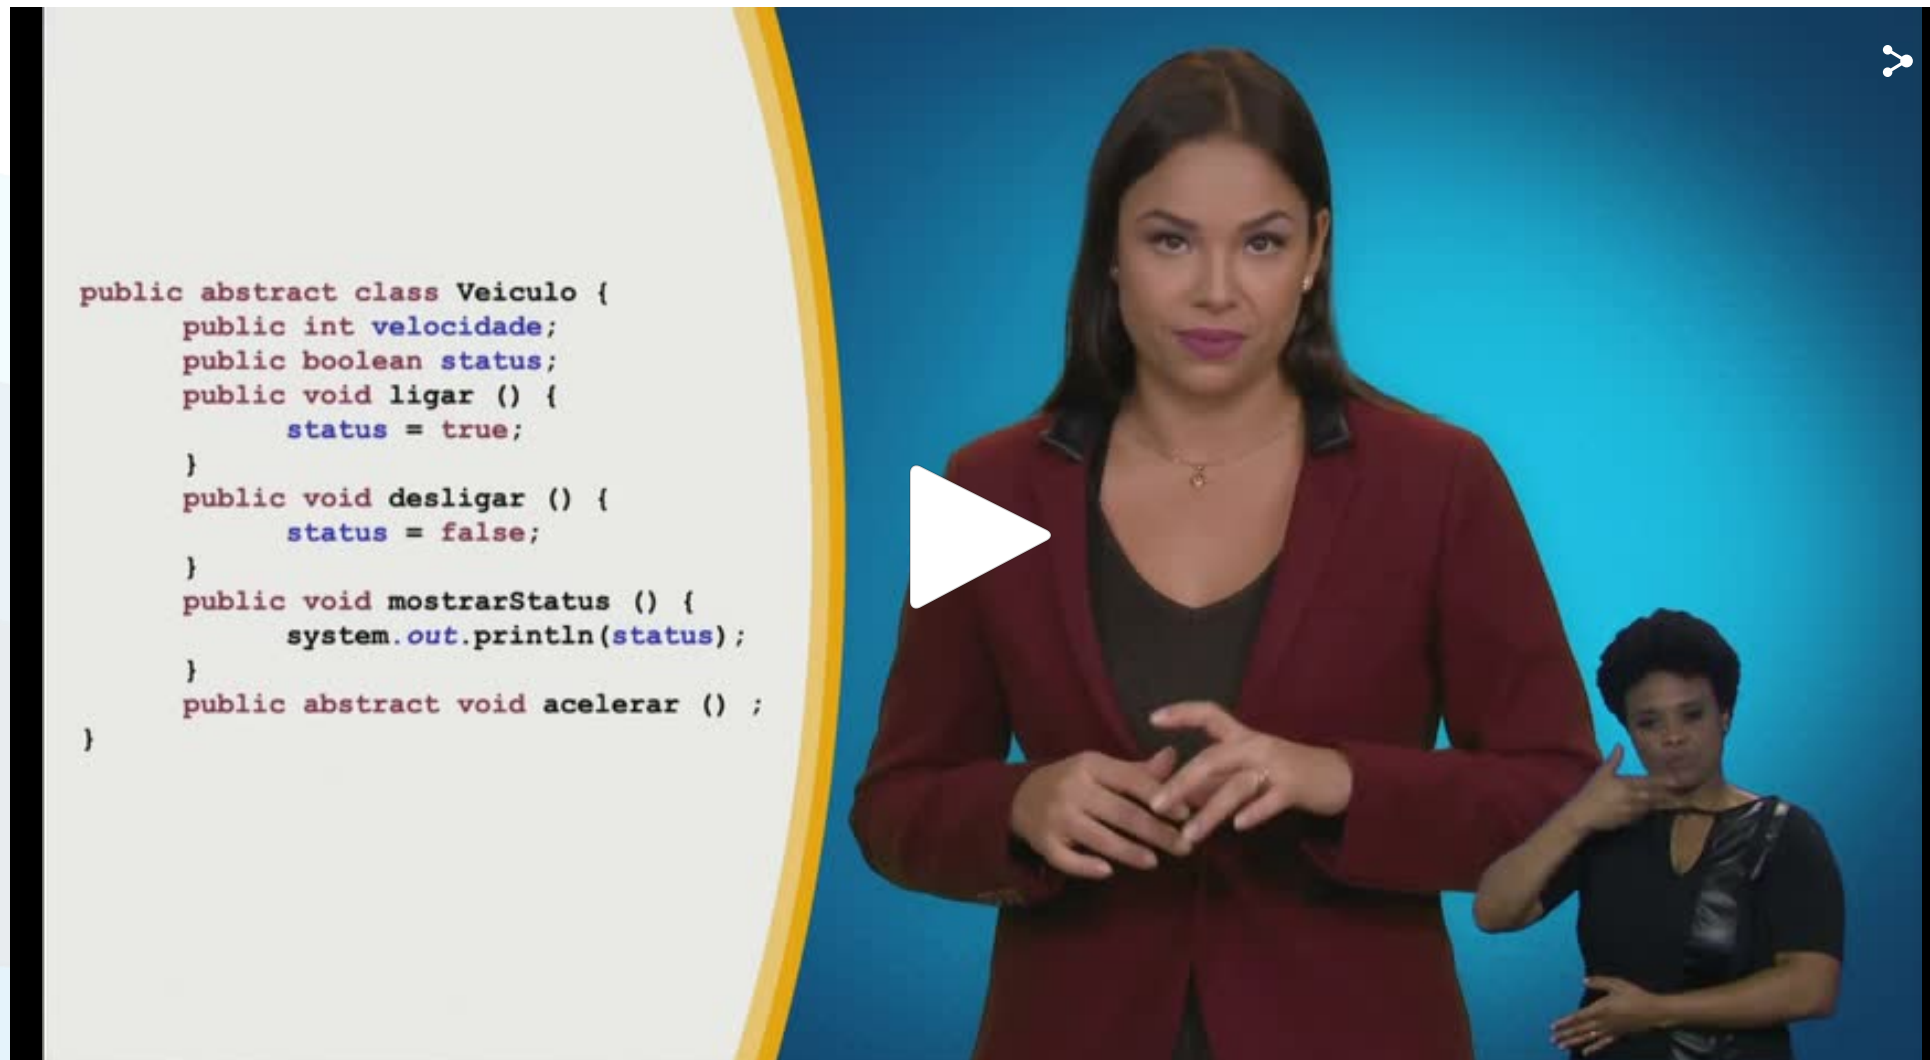 public abstract class Veiculo {
public int velocidade;
public boolean status;
public void ligar () {
status = true;
}
public void desligar () {
status = false;
}
public void mostrarStatus () {
system.out.println(status);
}
public abstract void acelerar () ;
}